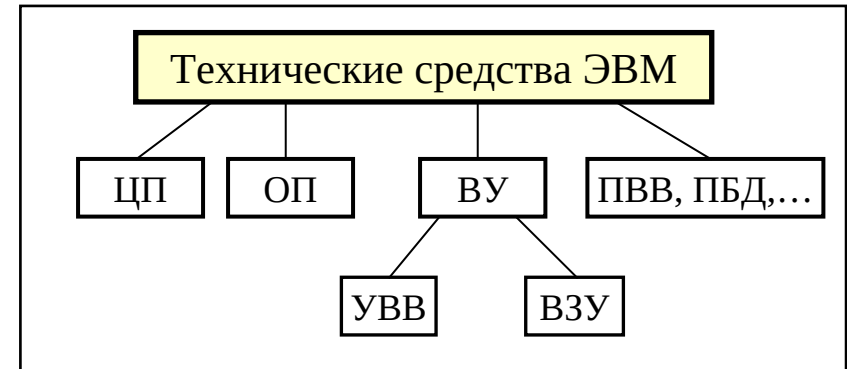 Технические средства ЭВМ
ЦП
ОП
ВУ
ПВВ, ПБД,…
УВВ
ВЗУ